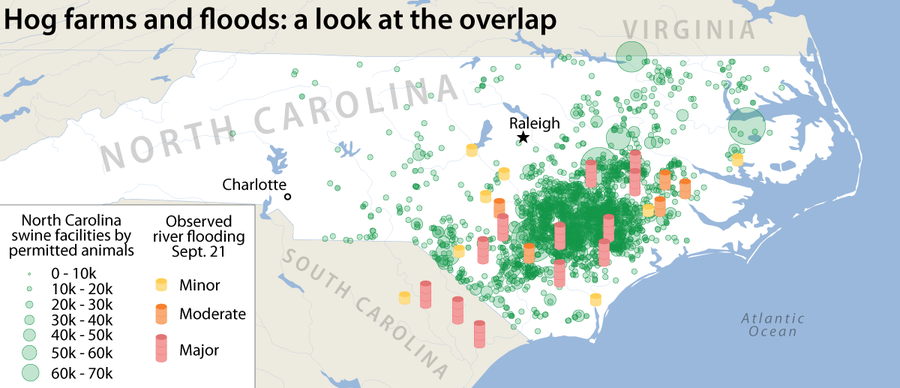 Hog farms and floods: a look at the overlap
VIRGINIA
NORTH CAROLINA
Raleigh
Charlotte
SOUTH CAROLINA
Atlantic
Ocean
North Carolina
swine facilities by
permitted animals
0 - 10k
10k - 20k
20k - 30k
30k - 40k
40k - 50k
50k - 60k
60k - 70k
Observed
river flooding
Sept. 21
Minor
Moderate
Major